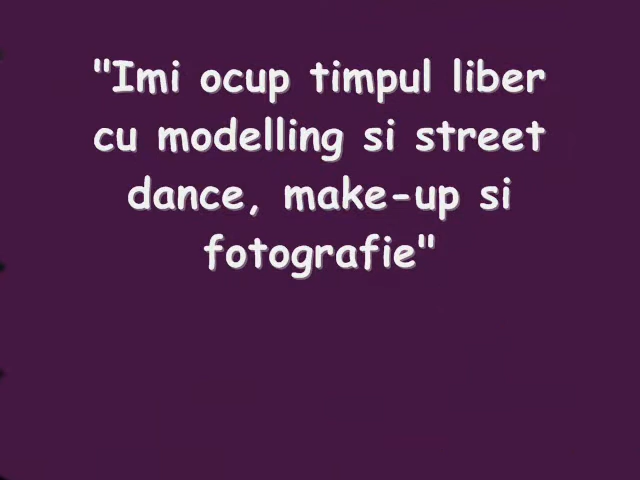 "Imi ocup timpul liber
cu modelling si street
dance, make-up si
fotografie"